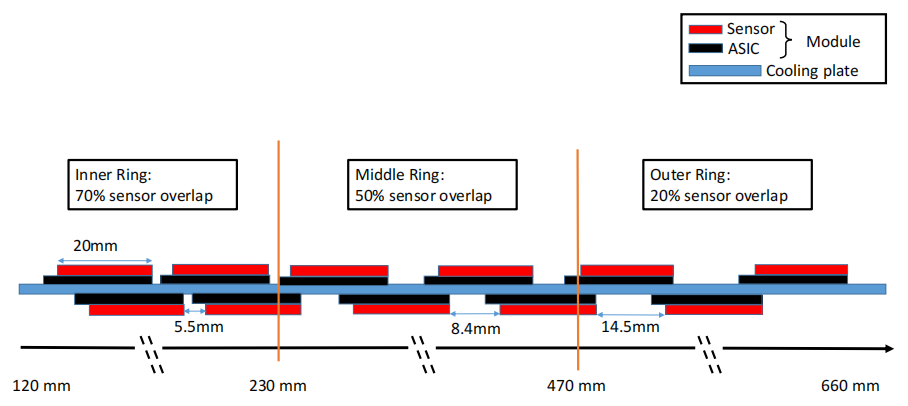 Sensor
ASIC
Module
Cooling plate
Inner Ring:
70% sensor overlap
Middle Ring:
50% sensor overlap
Outer Ring:
20% sensor overlap
20mm
5.5mm
8.4mm
14.5mm
120 mm
230 mm
470 mm
660 mm